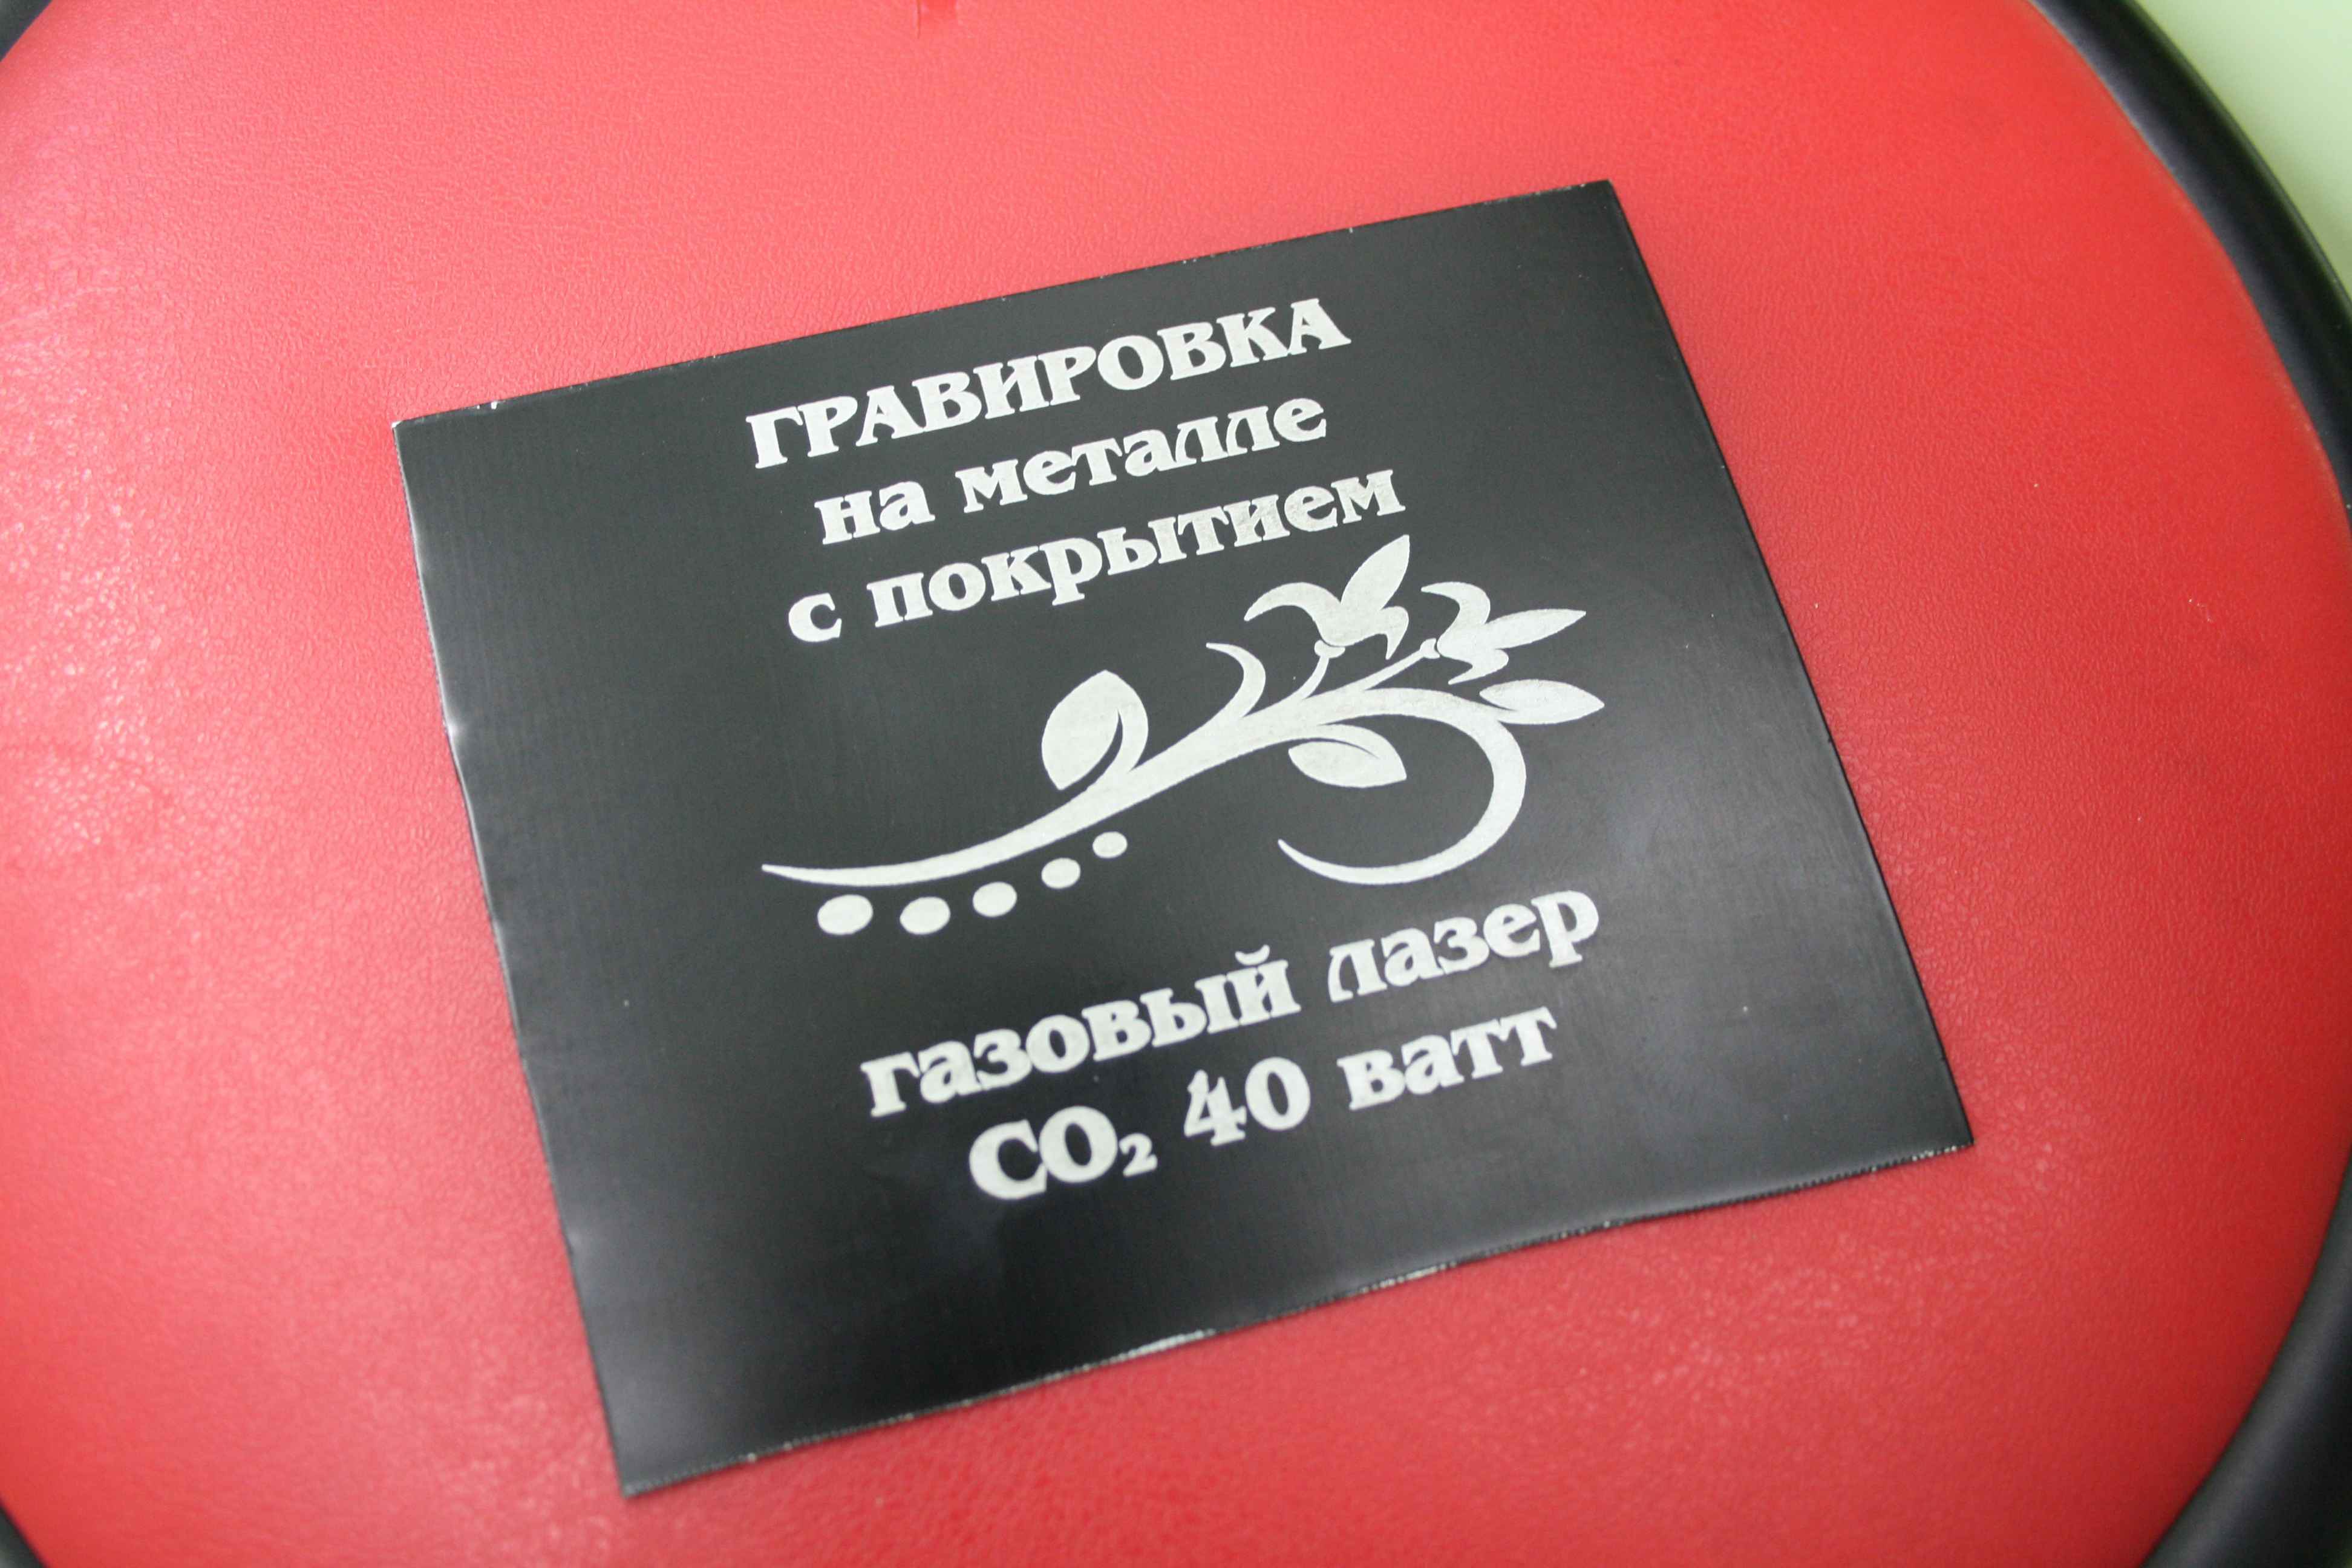 ГРАВИРОВКА
на металле
с покрытием
газовый лазер
CO₂ 40 ватт